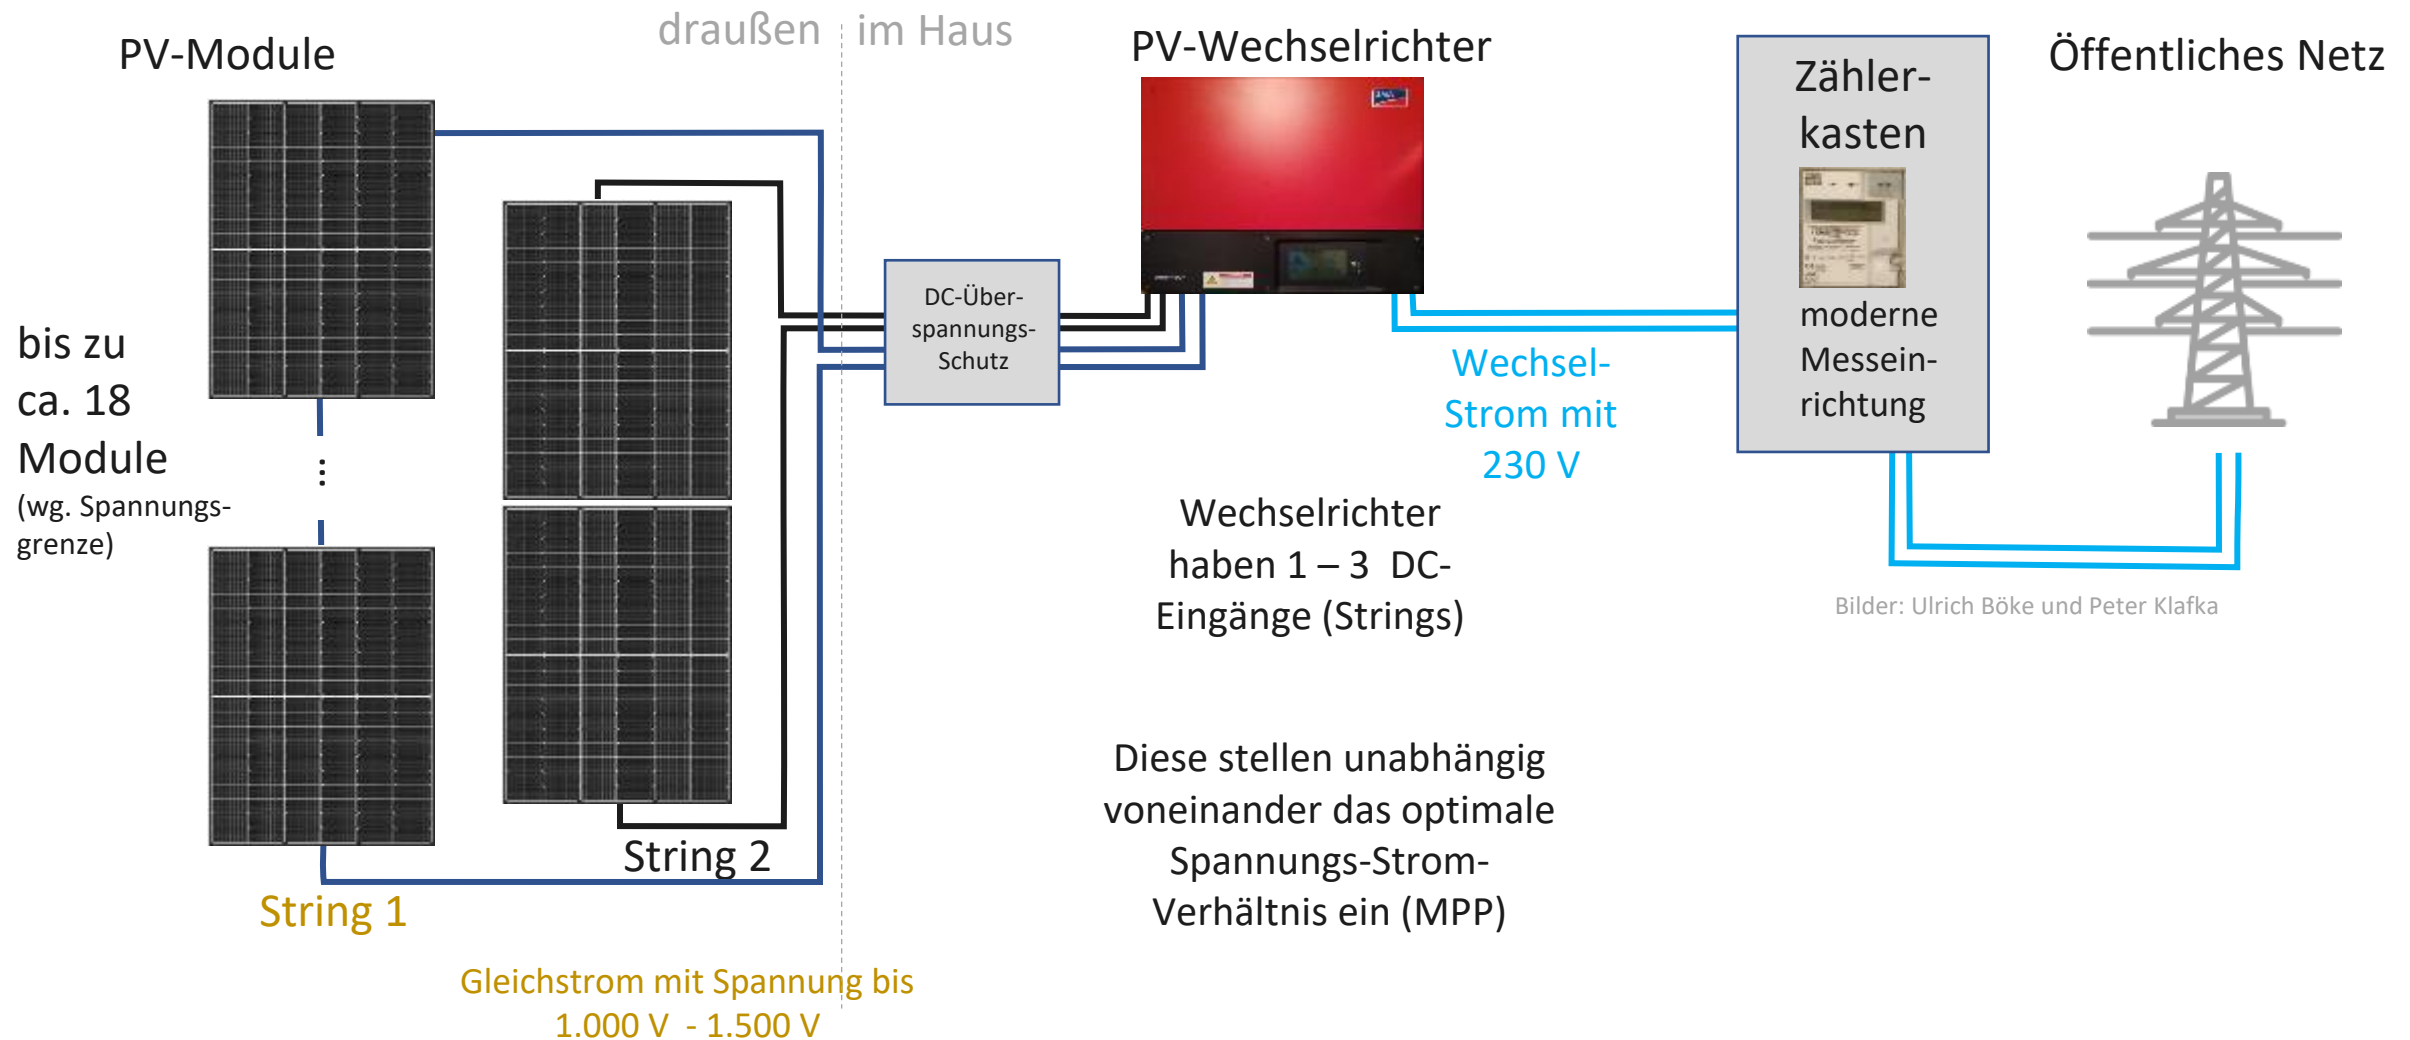 draußen
im Haus
PV-Module
PV-Wechselrichter
Zähler-
kasten
Öffentliches Netz
DC-Über-
spannungs-
Schutz
moderne
Messein-
richtung
bis zu
ca. 18
Module
(wg. Spannungs-
grenze)
...
Wechsel-
Strom mit
230 V
Wechselrichter
haben 1 – 3  DC-
Eingänge (Strings)
Bilder: Ulrich Böke und Peter Klafka
Diese stellen unabhängig
voneinander das optimale
Spannungs-Strom-
Verhältnis ein (MPP)
String 2
String 1
Gleichstrom mit Spannung bis
1.000 V  - 1.500 V